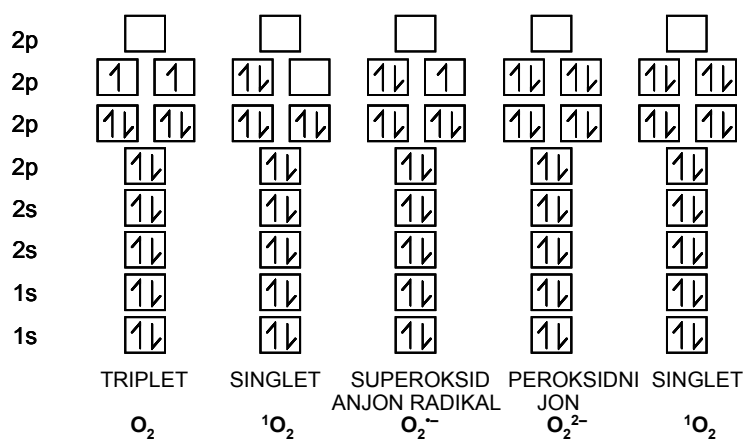 2p
2p
2p
2p
2s
2s
1s
1s
TRIPLET SINGLET SUPEROKSID PEROKSIDNI SINGLET
ANJON RADIKAL JON
O₂ ¹O₂ O₂•− O₂²− ¹O₂